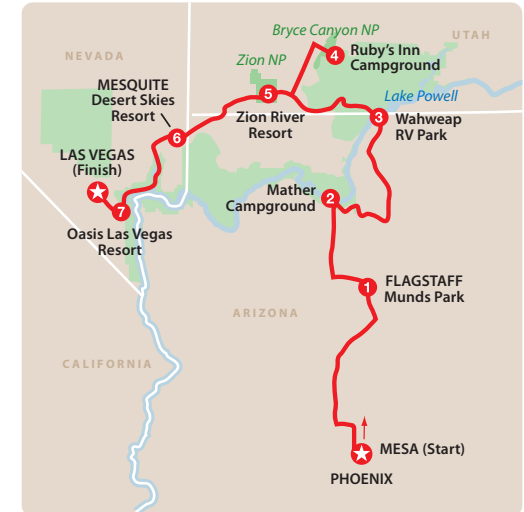 Bryce Canyon NP
UTAH
4
Ruby's Inn
Campground
NEVADA
Zion NP
MESQUITE
Desert Skies
Resort
5
Zion River
Resort
Lake Powell
3
Wahweap
RV Park
6
LAS VEGAS
(Finish)
7
Oasis Las Vegas
Resort
Mather
Campground
2
1
FLAGSTAFF
Munds Park
ARIZONA
CALIFORNIA
MESA (Start)
PHOENIX